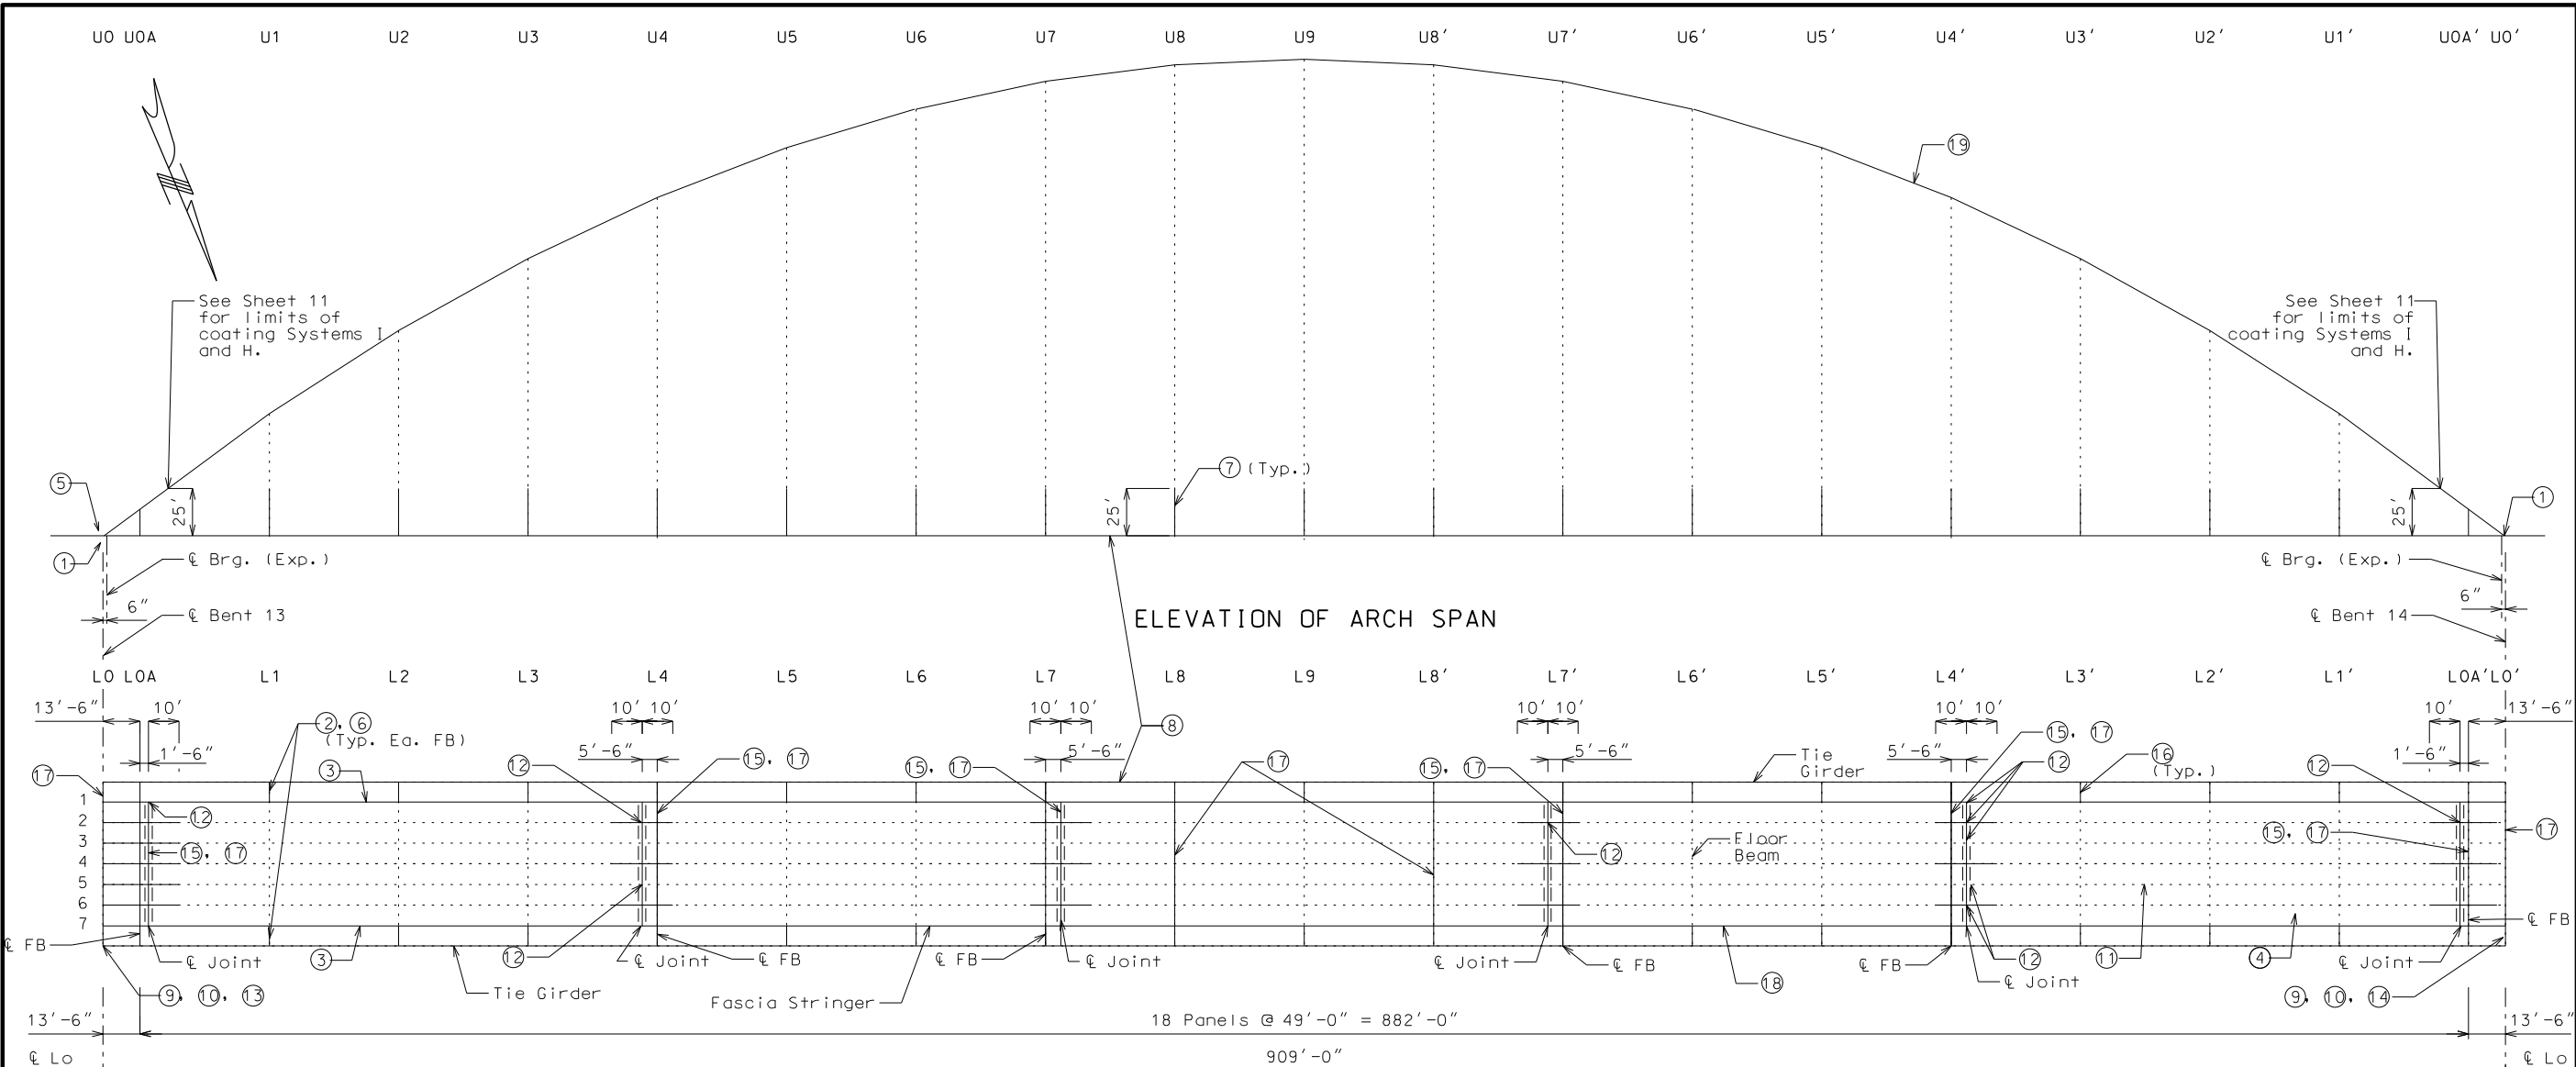 U0 U0A U1 U2 U3 U4 U5 U6 U7 U8 U9 U8' U7' U6' U5' U4' U3' U2' U1' U0A' U0'
19
See Sheet 11
for limits of
coating Systems I
and H.
See Sheet 11
for limits of
coating Systems I
and H.
5
25'
25'
7 (Typ.)
25'
1
1
℄ Brg. (Exp.)
℄ Brg. (Exp.)
6"
℄ Bent 13
6"
℄ Bent 14
ELEVATION OF ARCH SPAN
L0 L0A L1 L2 L3 L4 L5 L6 L7 L8 L9 L8' L7' L6' L5' L4' L3' L2' L1' L0A' L0'
13'-6" 10' 10' 10' 10' 10' 10' 10' 10' 10' 10' 13'-6"
2, 6
(Typ. Ea. FB)
8
1'-6" 5'-6" 5'-6" 5'-6" 5'-6" 1'-6"
17 3 12 15, 17 15, 17 17 15, 17
Tie
Girder
15, 17
12
16
(Typ.)
12
1
2
3
4
5
6
7
12
15, 17
12
Floor
Beam
15, 17
17
℄ FB
℄ Joint
3
12
℄ Joint
℄ FB
℄ FB
℄ Joint
℄ Joint
℄ FB
℄ FB
12
℄ Joint
11
4
℄ Joint
℄ FB
9, 10, 13
Tie Girder
Fascia Stringer
18
9, 10, 14
13'-6"
18 Panels @ 49'-0" = 882'-0"
13'-6"
℄ Lo
909'-0"
℄ Lo